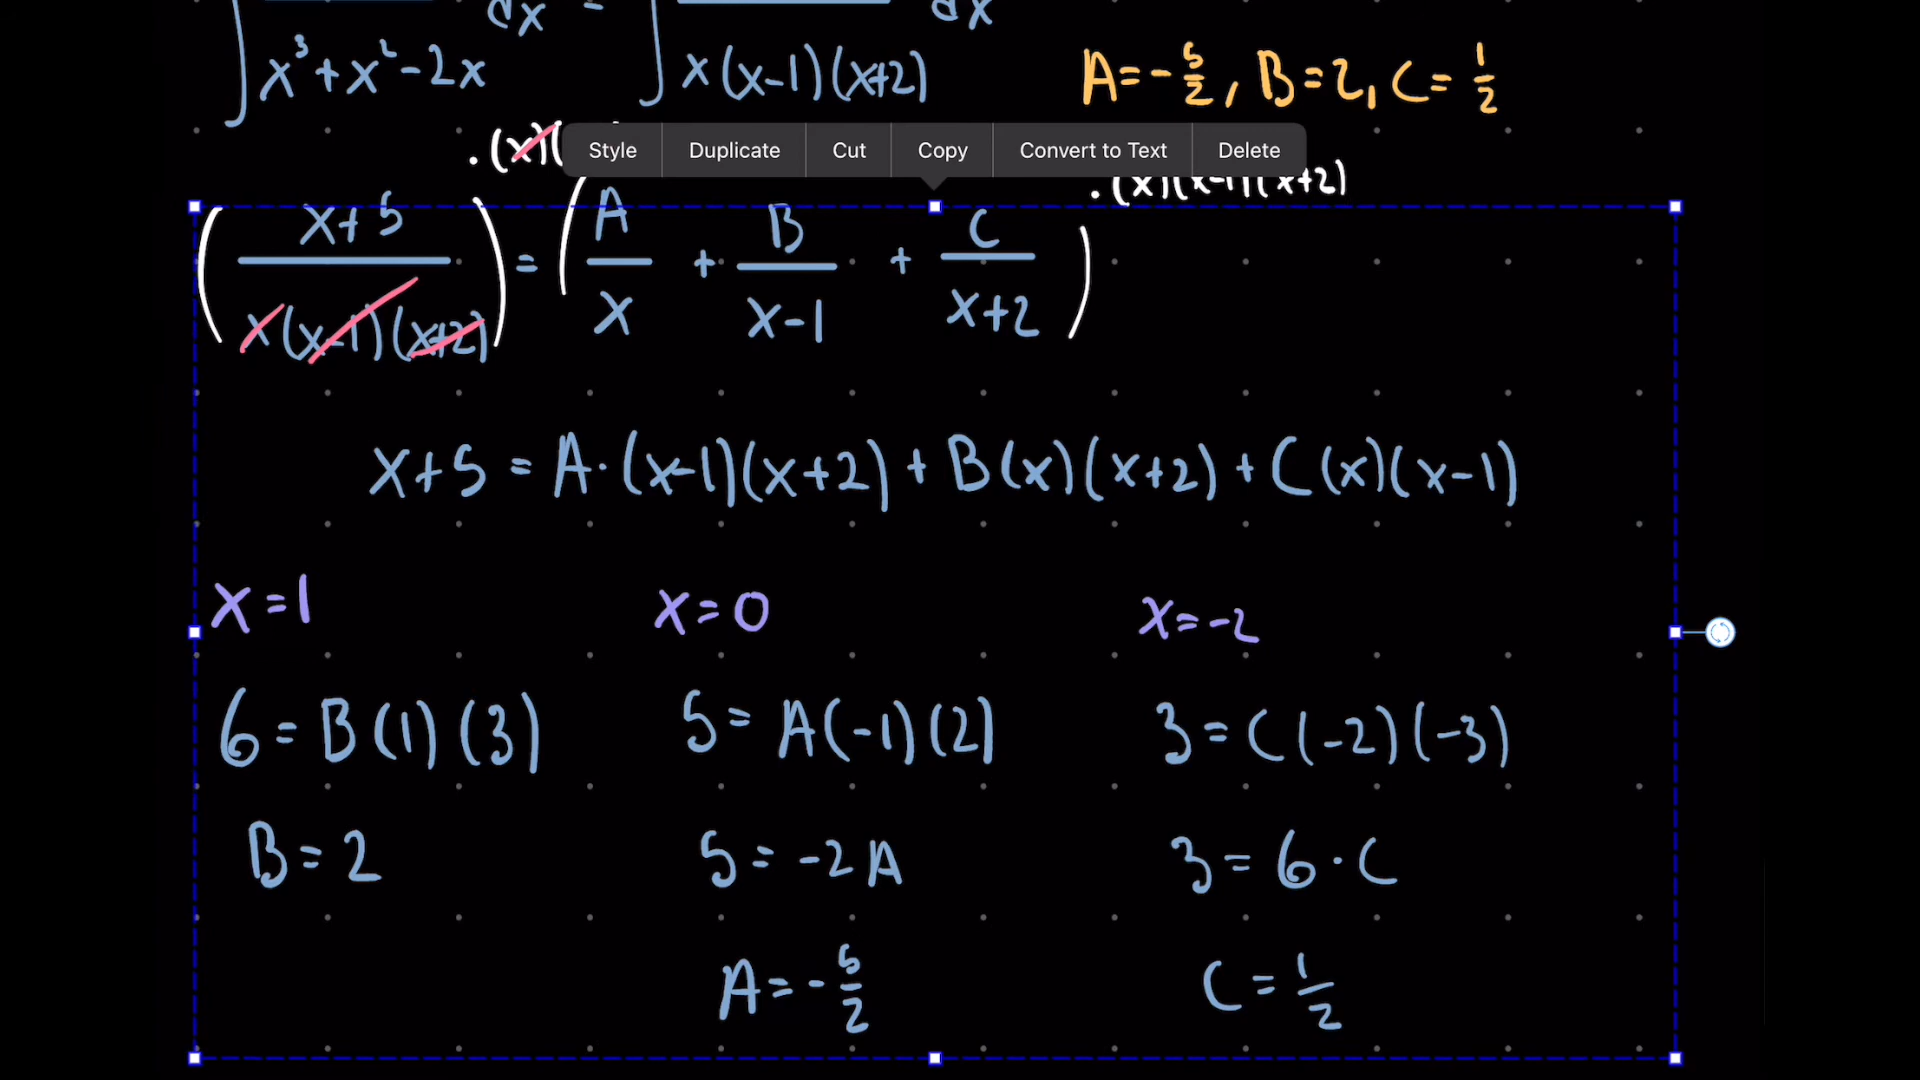 ∫ x³+x²-2x dx = ∫ x(x-1)(x+2) dx
A=-5/2, B=2, C=1/2
Style Duplicate Cut Copy Convert to Text Delete
·(x)(
·(x)(x-1)(x+2)
(x+5 / x(x-1)(x+2)) = (A/x + B/x-1 + C/x+2)
x+5 = A·(x-1)(x+2) + B(x)(x+2) + C(x)(x-1)
x=1 x=0 x=-2
6=B(1)(3) 5=A(-1)(2) 3=C(-2)(-3)
B=2 5=-2A 3=6·C
A=-5/2 C=1/2